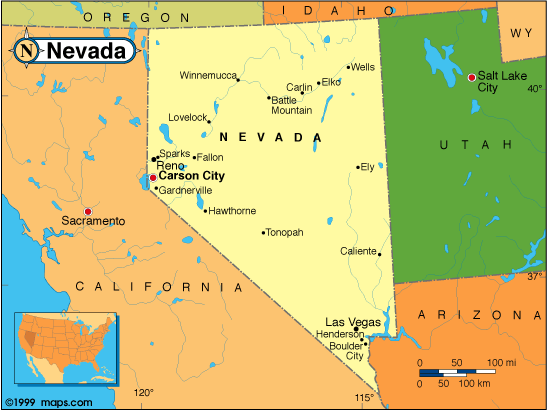 OREGON
IDAHO
WY
N
Nevada
Wells
Winnemucca
Elko
Carlin
Battle
Mountain
Salt Lake
City
40°
Lovelock
NEVADA
UTAH
Sparks
Reno
Fallon
Ely
Carson City
Gardnerville
Hawthorne
Sacramento
Tonopah
Caliente
37°
CALIFORNIA
ARIZONA
Las Vegas
Henderson
Boulder
City
0 50 100 mi
0 50 100 km
120°
115°
©1999 maps.com